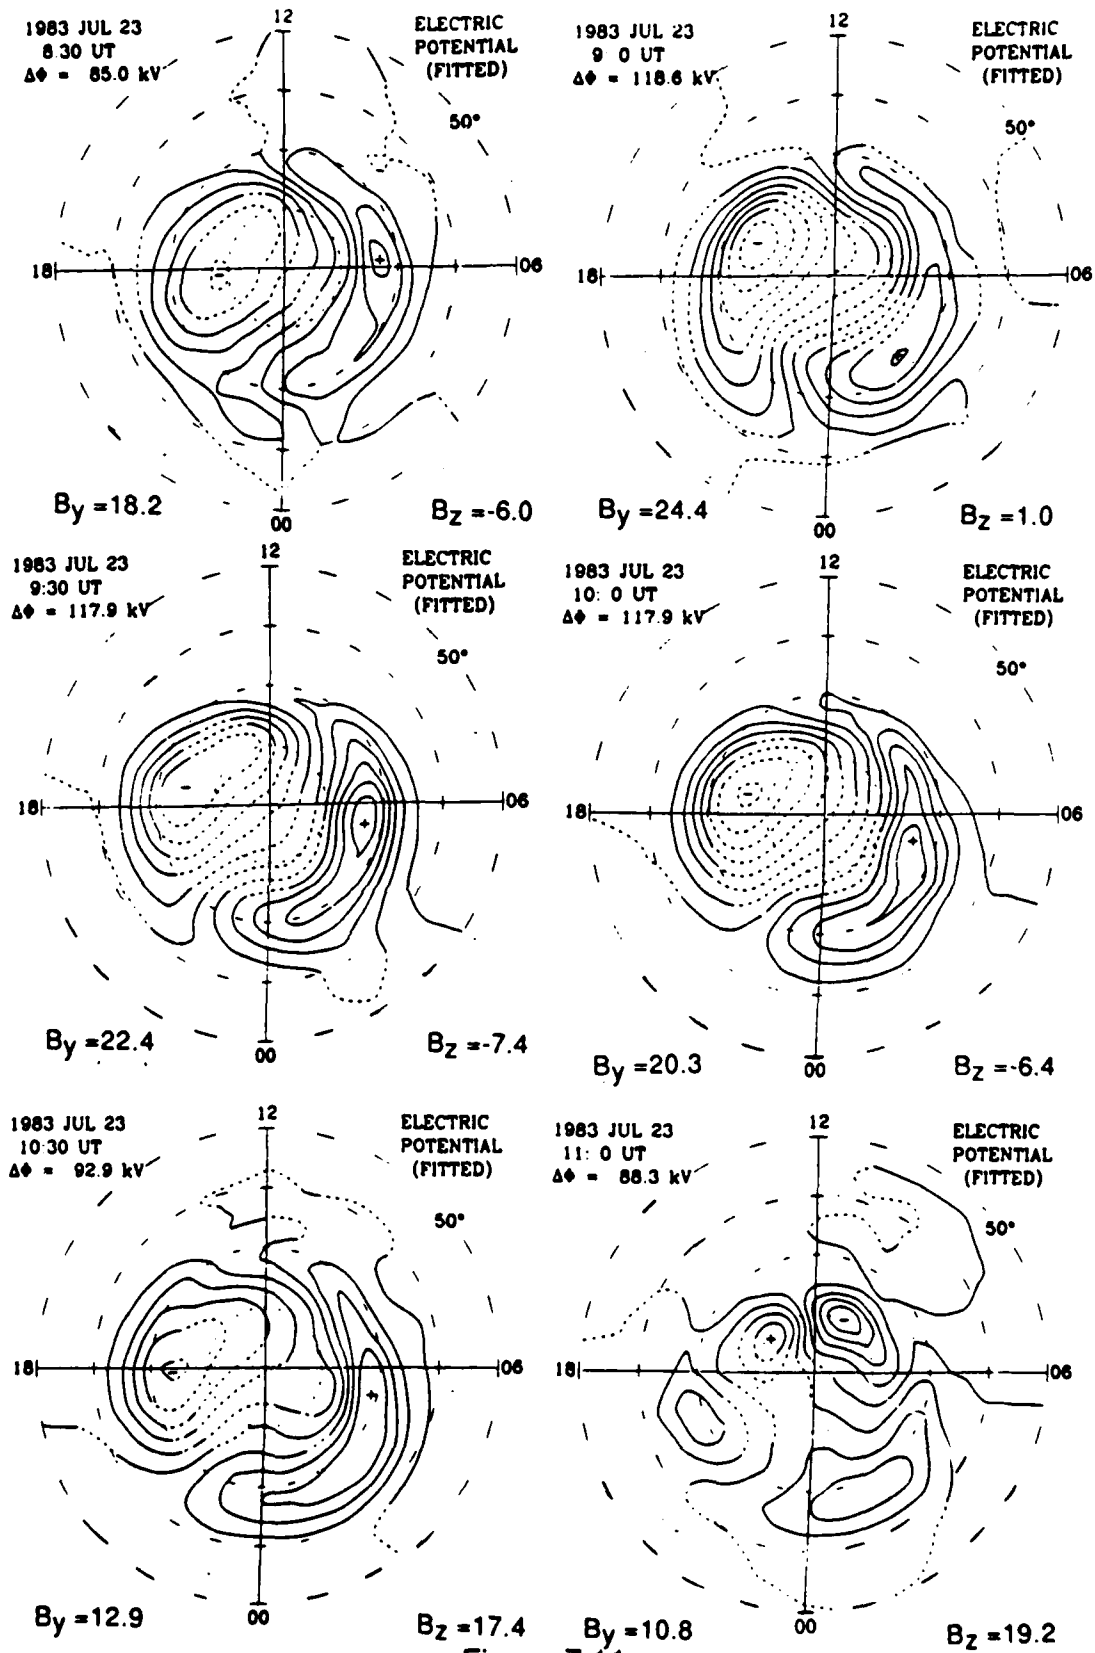 1983 JUL 23
8:30 UT
ΔΦ = 85.0 kV
ELECTRIC
POTENTIAL
(FITTED)
12
50°
18
06
00
+
-
By =18.2
Bz =-6.0
1983 JUL 23
9 0 UT
ΔΦ = 118.6 kV
ELECTRIC
POTENTIAL
(FITTED)
12
50°
18
06
00
-
By =24.4
Bz =1.0
1983 JUL 23
9:30 UT
ΔΦ = 117.9 kV
ELECTRIC
POTENTIAL
(FITTED)
12
50°
18
06
00
-
+
By =22.4
Bz =-7.4
1983 JUL 23
10: 0 UT
ΔΦ = 117.9 kV
ELECTRIC
POTENTIAL
(FITTED)
12
50°
18
06
00
-
+
By =20.3
Bz =-6.4
1983 JUL 23
10:30 UT
ΔΦ = 92.9 kV
ELECTRIC
POTENTIAL
(FITTED)
12
50°
18
06
00
-
+
By =12.9
Bz =17.4
1983 JUL 23
11: 0 UT
ΔΦ = 88.3 kV
ELECTRIC
POTENTIAL
(FITTED)
12
50°
18
06
00
+
-
By =10.8
Bz =19.2